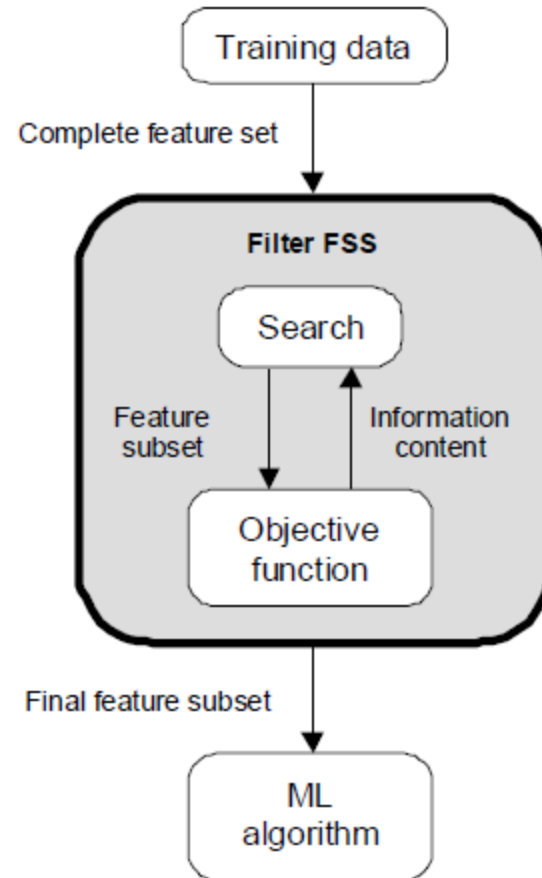 Training data
Complete feature set
Filter FSS
Search
Feature
subset
Information
content
Objective
function
Final feature subset
ML
algorithm